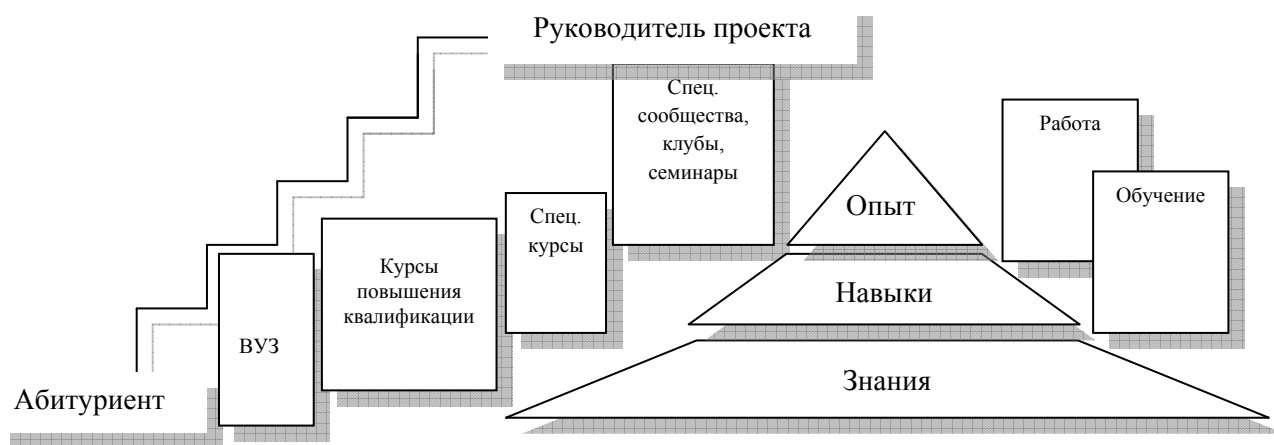 Руководитель проекта
Спец.
сообщества,
клубы,
семинары
Работа
Обучение
Опыт
Спец.
курсы
Курсы
повышения
квалификации
Навыки
ВУЗ
Знания
Абитуриент